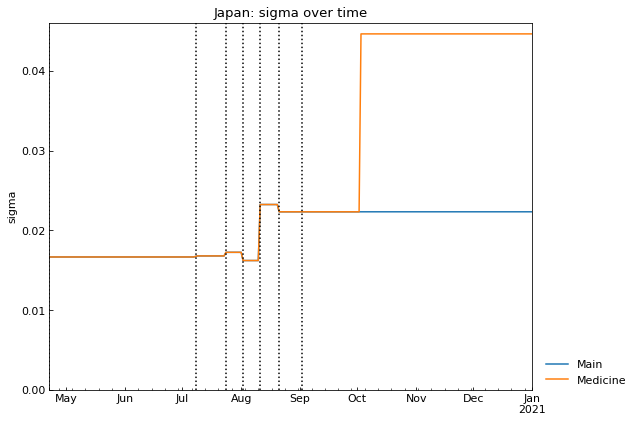 Japan: sigma over time
sigma
0.04
0.03
0.02
0.01
0.00
May Jun Jul Aug Sep Oct Nov Dec Jan
2021
Main
Medicine